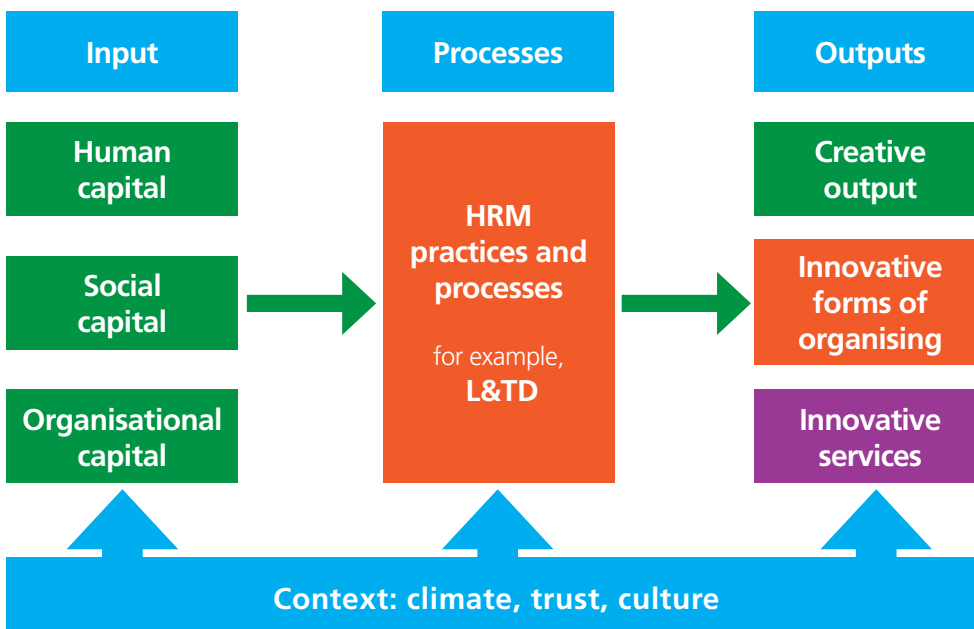 Input
Processes
Outputs
Human
capital
Social
capital
Organisational
capital
HRM
practices and
processes
for example,
L&TD
Creative
output
Innovative
forms of
organising
Innovative
services
Context: climate, trust, culture